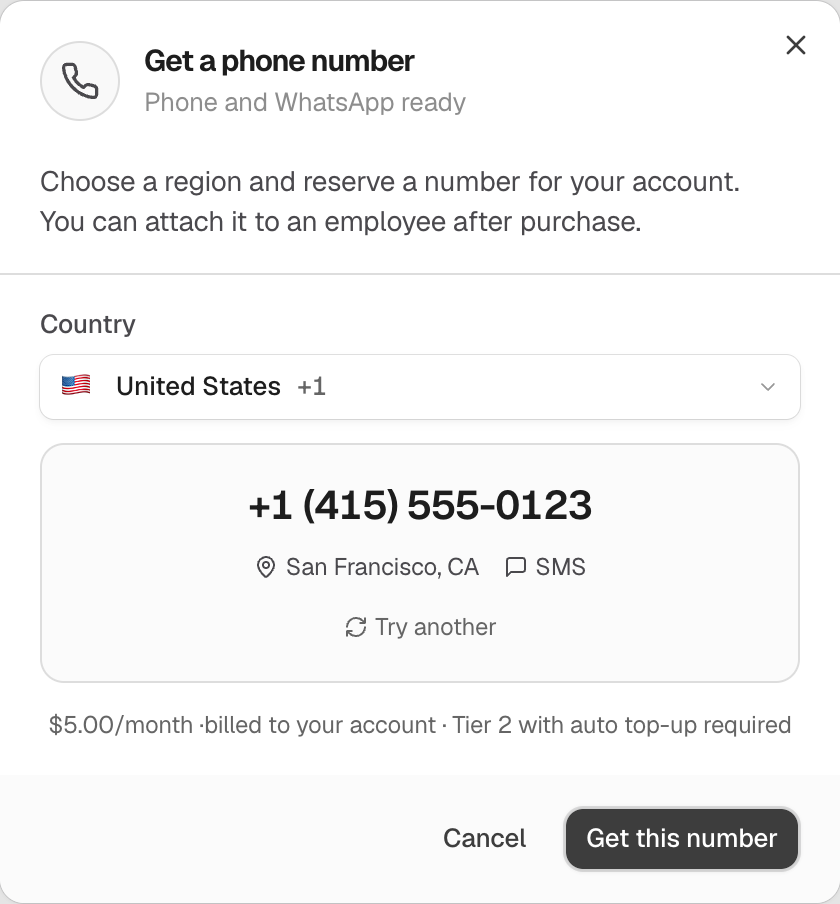 Get a phone number
Phone and WhatsApp ready
Choose a region and reserve a number for your account.
You can attach it to an employee after purchase.
Country
United States +1
+1 (415) 555-0123
San Francisco, CA SMS
Try another
$5.00/month ·billed to your account · Tier 2 with auto top-up required
Cancel Get this number